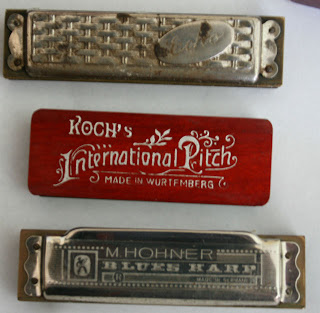 KOCH'S
International Pitch
MADE IN WURTEMBERG
M. HOHNER
BLUES HARP